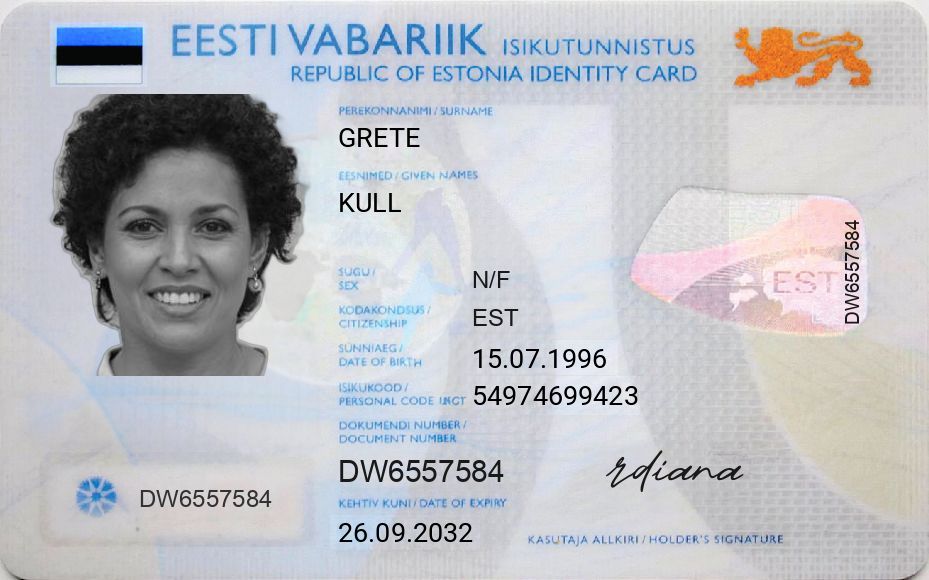 EESTI VABARIIK ISIKUTUNNISTUS
REPUBLIC OF ESTONIA IDENTITY CARD
PEREKONNANIMI / SURNAME
GRETE
EESNIMED / GIVEN NAMES
KULL
SUGU /
SEX
N/F
KODAKONDSUS /
CITIZENSHIP
EST
SÜNNIAEG /
DATE OF BIRTH
15.07.1996
ISIKUKOOD /
PERSONAL CODE
54974699423
DOKUMENDI NUMBER /
DOCUMENT NUMBER
DW6557584
KEHTIV KUNI / DATE OF EXPIRY
26.09.2032
DW6557584
EST
DW6557584
rdiana
KASUTAJA ALLKIRI / HOLDER'S SIGNATURE